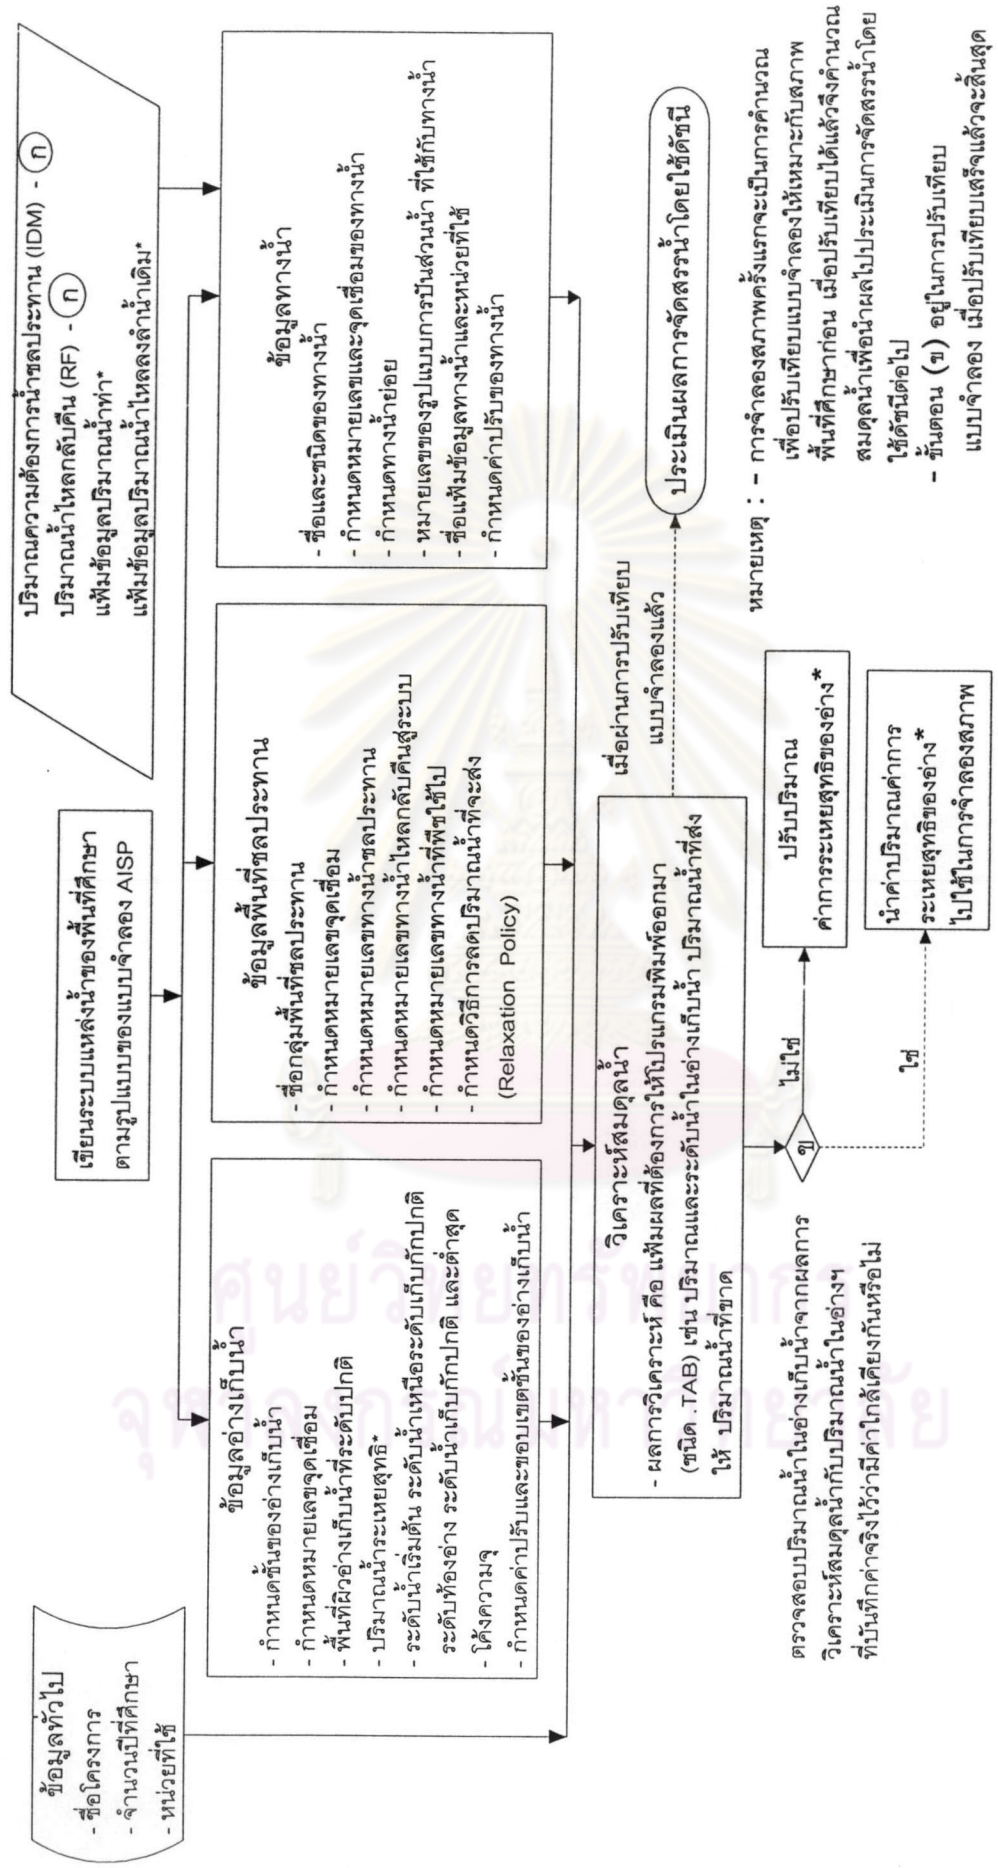 ข้อมูลทั่วไป
- ชื่อโครงการ
- จำนวนปีที่ศึกษา
- หน่วยที่ใช้
เขียนระบบแหล่งน้ำของพื้นที่ศึกษา
ตามรูปแบบของแบบจำลอง AISP
ปริมาณความต้องการน้ำชลประทาน (IDM) - ก
ปริมาณน้ำไหลกลับคืน (RF) - ก
แฟ้มข้อมูลปริมาณน้ำท่า*
แฟ้มข้อมูลปริมาณน้ำไหลลงลำน้ำเดิม*
ข้อมูลอ่างเก็บน้ำ
- กำหนดชั้นของอ่างเก็บน้ำ
- กำหนดหมายเลขจุดเชื่อม
- พื้นที่ผิวอ่างเก็บน้ำที่ระดับปกติ
- ปริมาณน้ำระเหยสุทธิ*
- ระดับน้ำเริ่มต้น ระดับน้ำเหนือระดับเก็บกักปกติ
ระดับท้องอ่าง ระดับน้ำเก็บกักปกติ และต่ำสุด
- โค้งความจุ
- กำหนดค่าปรับและขอบเขตชั้นของอ่างเก็บน้ำ
ข้อมูลพื้นที่ชลประทาน
- ชื่อกลุ่มพื้นที่ชลประทาน
- กำหนดหมายเลขจุดเชื่อม
- กำหนดหมายเลขทางน้ำชลประทาน
- กำหนดหมายเลขทางน้ำไหลกลับคืนสู่ระบบ
- กำหนดหมายเลขทางน้ำที่พืชใช้ไป
- กำหนดวิธีการลดปริมาณน้ำที่จะส่ง
(Relaxation Policy)
ข้อมูลทางน้ำ
- ชื่อและชนิดของทางน้ำ
- กำหนดหมายเลขและจุดเชื่อมของทางน้ำ
- กำหนดทางน้ำย่อย
- หมายเลขของรูปแบบการปันส่วนน้ำ ที่ใช้กับทางน้ำ
- ชื่อแฟ้มข้อมูลทางน้ำและหน่วยที่ใช้
- กำหนดค่าปรับของทางน้ำ
วิเคราะห์สมดุลน้ำ
- ผลการวิเคราะห์ คือ แฟ้มผลที่ต้องการให้โปรแกรมพิมพ์ออกมา
(ชนิด .TAB) เช่น ปริมาณและระดับน้ำในอ่างเก็บน้ำ ปริมาณน้ำที่ส่ง
ให้ ปริมาณน้ำที่ขาด
เมื่อผ่านการปรับเทียบ
แบบจำลองแล้ว
ประเมินผลการจัดสรรน้ำโดยใช้ดัชนี
ตรวจสอบปริมาณน้ำในอ่างเก็บน้ำจากผลการ
วิเคราะห์สมดุลน้ำกับปริมาณน้ำในอ่างฯ
ที่บันทึกค่าจริงไว้ว่ามีค่าใกล้เคียงกันหรือไม่
ข
ไม่ใช่
ใช่
ปรับปริมาณ
ค่าการระเหยสุทธิของอ่าง*
นำค่าปริมาณค่าการ
ระเหยสุทธิของอ่าง*
ไปใช้ในการจำลองสภาพ
หมายเหตุ : - การจำลองสภาพครั้งแรกจะเป็นการคำนวณ
เพื่อปรับเทียบแบบจำลองให้เหมาะกับสภาพ
พื้นที่ศึกษาก่อน เมื่อปรับเทียบได้แล้วจึงคำนวณ
สมดุลน้ำเพื่อนำผลไปประเมินการจัดสรรน้ำโดย
ใช้ดัชนีต่อไป
- ขั้นตอน (ข) อยู่ในการปรับเทียบ
แบบจำลอง เมื่อปรับเทียบเสร็จแล้วจะสิ้นสุด
ศูนย์วิทยทรัพยากร
จุฬาลงกรณ์มหาวิทยาลัย